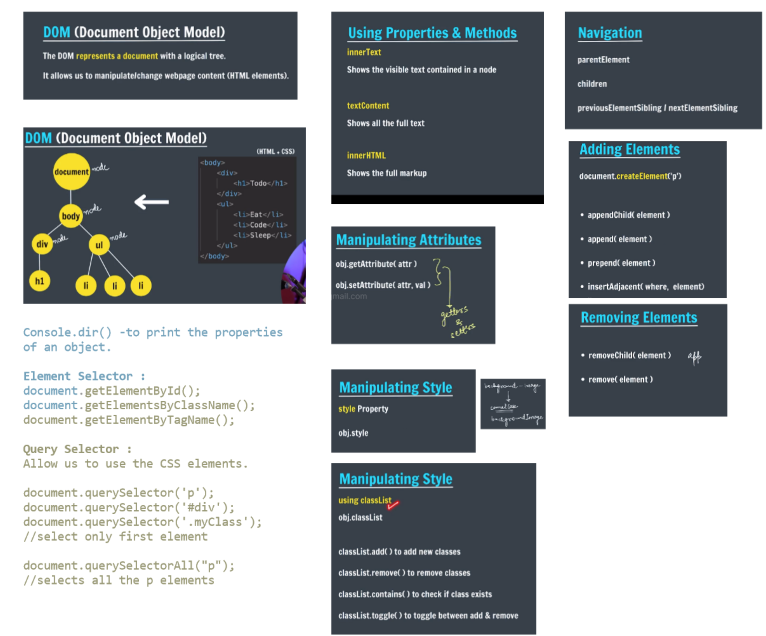 DOM (Document Object Model)
The DOM represents a document with a logical tree.
It allows us to manipulate/change webpage content (HTML elements).
DOM (Document Object Model)
(HTML + CSS)
document
node
body
node
div
node
ul
node
h1
li
li
li
<body>
<div>
<h1>Todo</h1>
</div>
<ul>
<li>Eat</li>
<li>Code</li>
<li>Sleep</li>
</ul>
</body>
Console.dir() -to print the properties
of an object.
Element Selector :
document.getElementById();
document.getElementsByClassName();
document.getElementByTagName();
Query Selector :
Allow us to use the CSS elements.
document.querySelector('p');
document.querySelector('#div');
document.querySelector('.myClass');
//select only first element
document.querySelectorAll("p");
//selects all the p elements
Using Properties & Methods
innerText
Shows the visible text contained in a node
textContent
Shows all the full text
innerHTML
Shows the full markup
Manipulating Attributes
obj.getAttribute( attr )
obj.setAttribute( attr, val )
mail.com
getters
&
setters
Manipulating Style
style Property
obj.style
background - image
camelCase
backgroundImage
Manipulating Style
using classList
obj.classList
classList.add( ) to add new classes
classList.remove( ) to remove classes
classList.contains( ) to check if class exists
classList.toggle( ) to toggle between add & remove
Navigation
parentElement
children
previousElementSibling / nextElementSibling
Adding Elements
document.createElement('p')
• appendChild( element )
• append( element )
• prepend( element )
• insertAdjacent( where, element)
Removing Elements
• removeChild( element )
• remove( element )